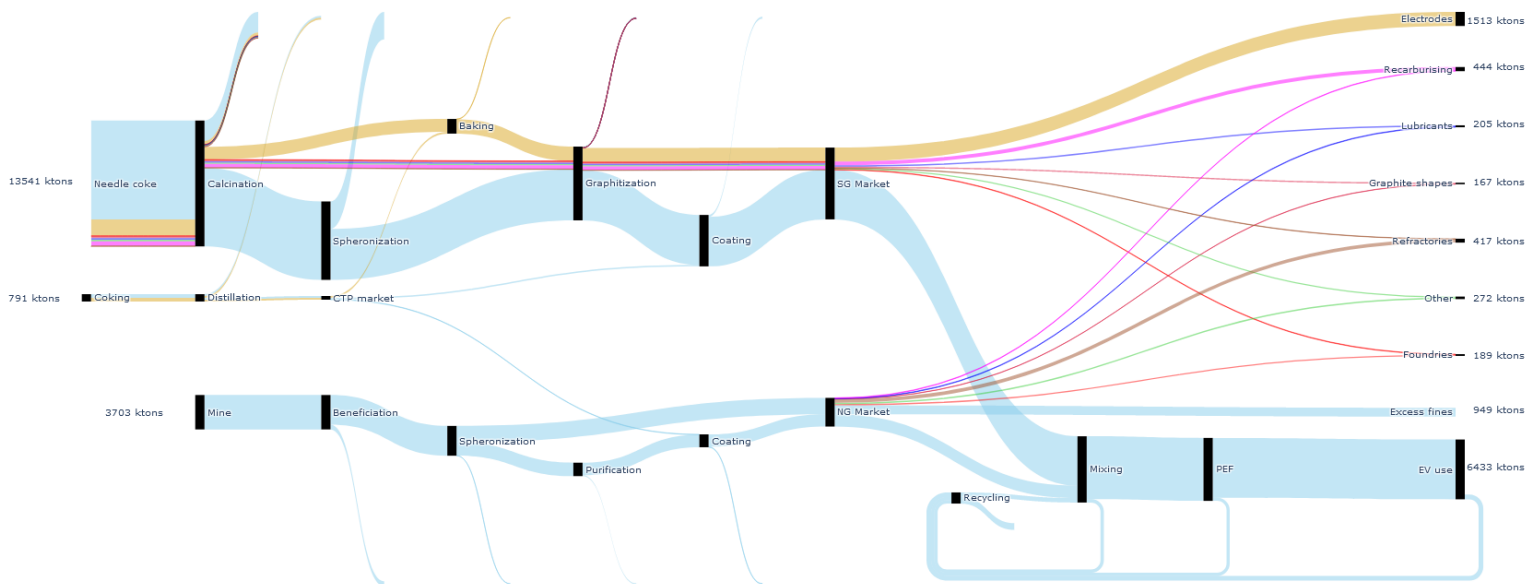 Electrodes 1513 ktons
Recarburising 444 ktons
Lubricants 205 ktons
Baking
13541 ktons Needle coke Calcination Graphitization SG Market Graphite shapes 167 ktons
Spheronization Coating Refractories 417 ktons
791 ktons Coking Distillation CTP market Other 272 ktons
Foundries 189 ktons
3703 ktons Mine Beneficiation NG Market Excess fines 949 ktons
Spheronization Coating
Purification Mixing PEF EV use 6433 ktons
Recycling